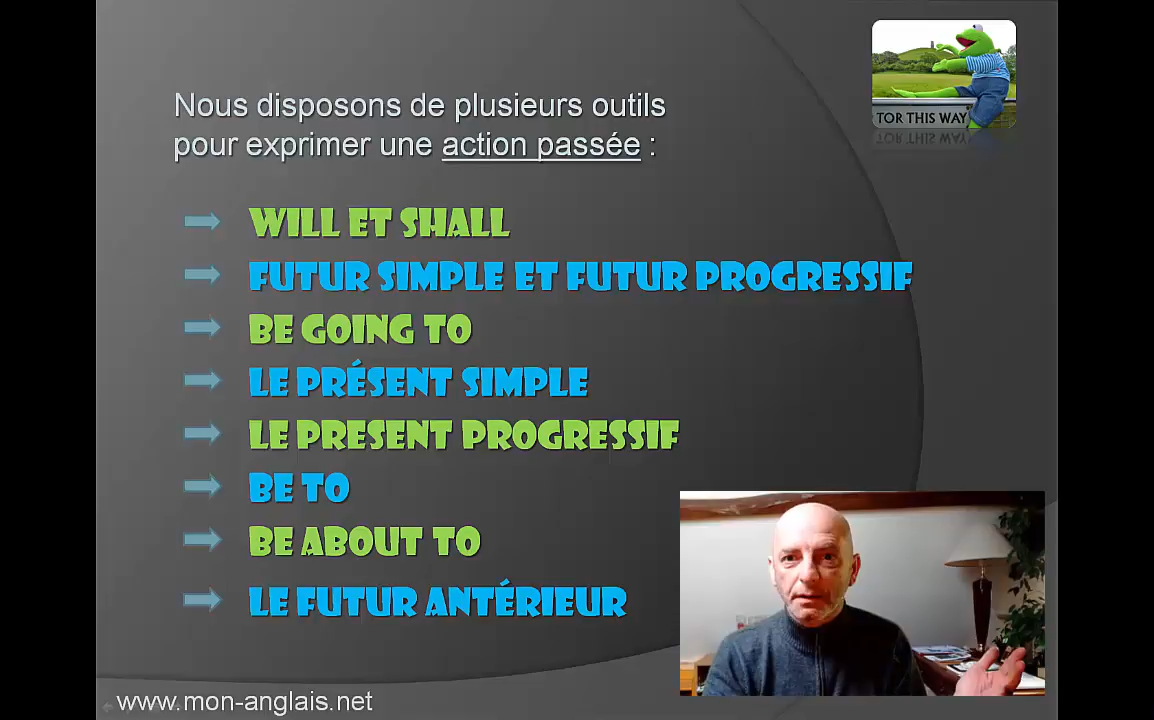 Nous disposons de plusieurs outils
pour exprimer une action passée :
TOR THIS WAY
WILL ET SHALL
FUTUR SIMPLE ET FUTUR PROGRESSIF
BE GOING TO
LE PRÉSENT SIMPLE
LE PRESENT PROGRESSIF
BE TO
BE ABOUT TO
LE FUTUR ANTÉRIEUR
www.mon-anglais.net